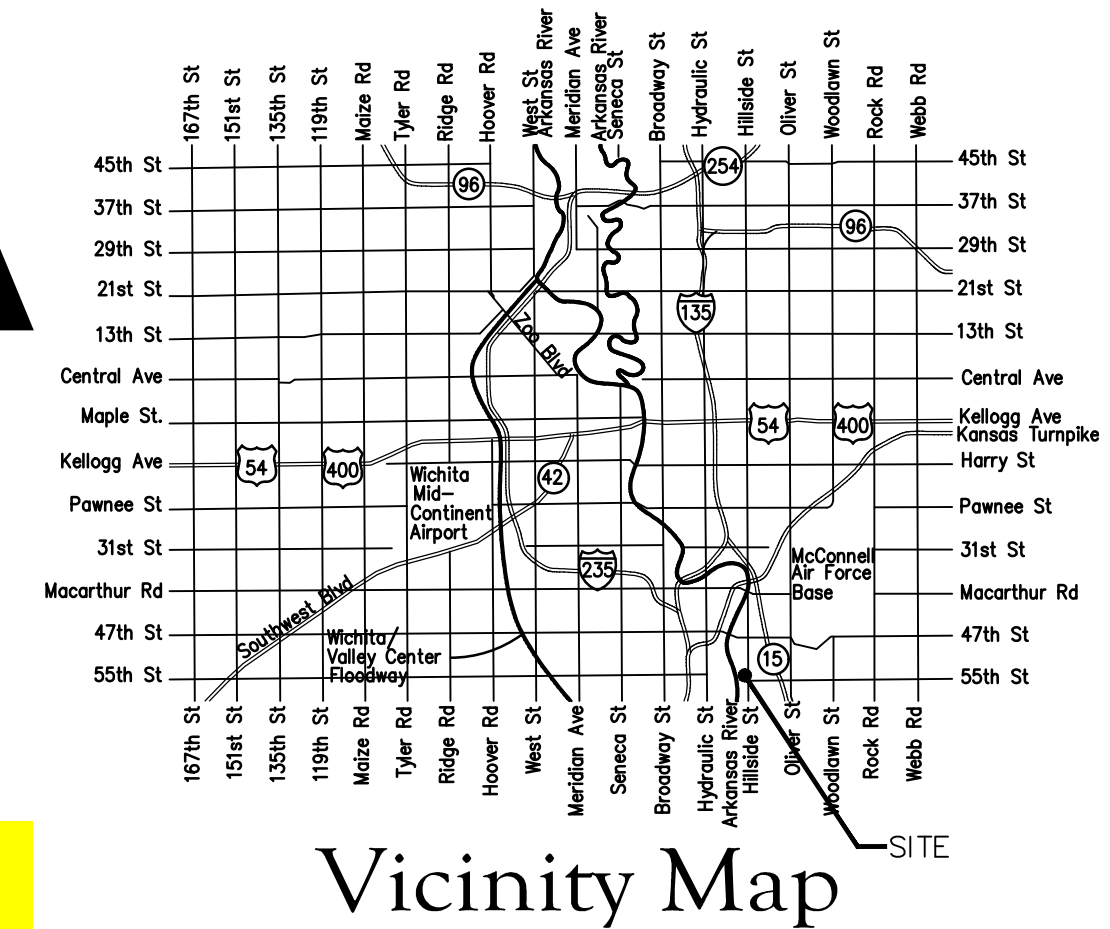 167th St
151st St
135th St
119th St
Maize Rd
Tyler Rd
Ridge Rd
Hoover Rd
West St
Arkansas River
Meridian Ave
Arkansas River
Seneca St
Broadway St
Hydraulic St
Hillside St
Oliver St
Woodlawn St
Rock Rd
Webb Rd
45th St
254
45th St
96
37th St
37th St
96
29th St
29th St
21st St
21st St
135
13th St
Zoo Blvd
13th St
Central Ave
Central Ave
Maple St.
54
400
Kellogg Ave
Kansas Turnpike
Kellogg Ave
54
400
Harry St
Wichita
Mid-
Continent
Airport
42
Pawnee St
Pawnee St
31st St
31st St
McConnell
Air Force
Base
235
Macarthur Rd
Macarthur Rd
Southwest Blvd
47th St
47th St
Wichita/
Valley Center
Floodway
15
55th St
55th St
167th St
151st St
135th St
119th St
Maize Rd
Tyler Rd
Ridge Rd
Hoover Rd
West St
Meridian Ave
Seneca St
Broadway St
Hydraulic St
Arkansas River
Hillside St
Oliver St
Woodlawn St
Rock Rd
Webb Rd
SITE
Vicinity Map